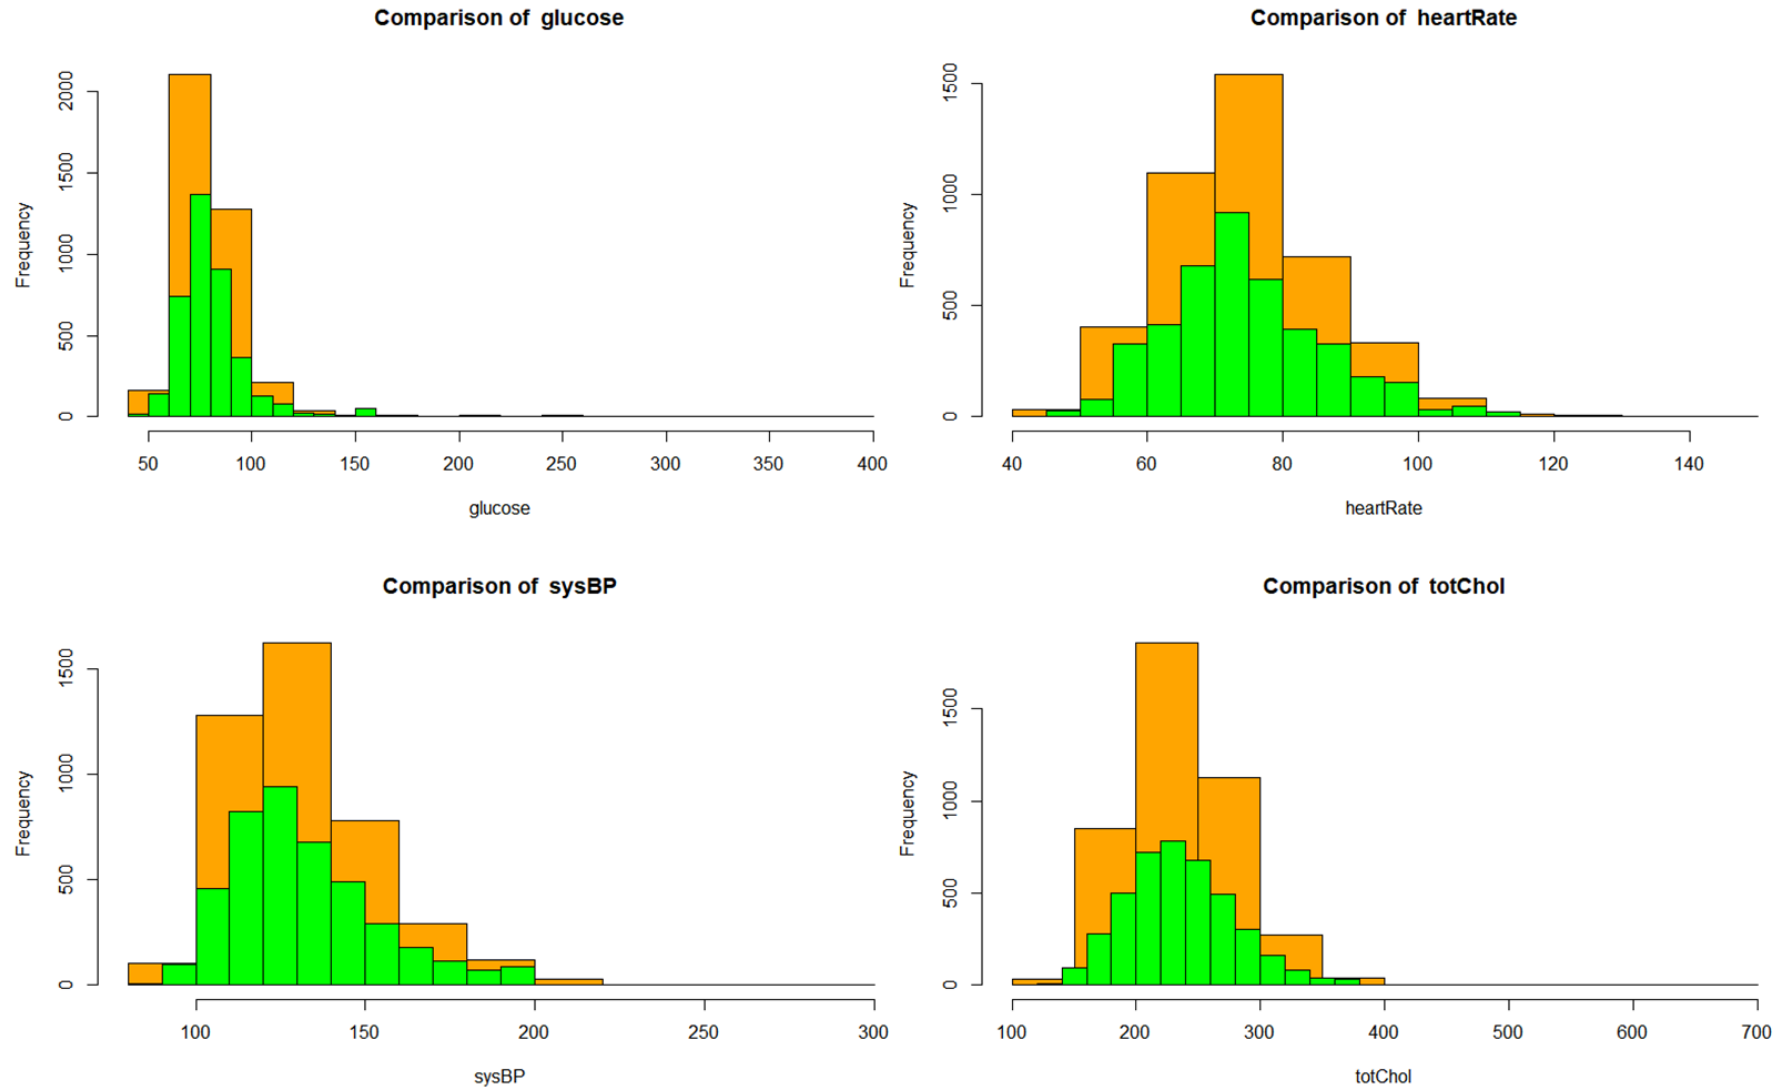 Comparison of glucose
2000
1500
1000
500
0
Frequency
50 100 150 200 250 300 350 400
glucose
Comparison of heartRate
1500
1000
500
0
Frequency
40 60 80 100 120 140
heartRate
Comparison of sysBP
1500
1000
500
0
Frequency
100 150 200 250 300
sysBP
Comparison of totChol
1500
1000
500
0
Frequency
100 200 300 400 500 600 700
totChol